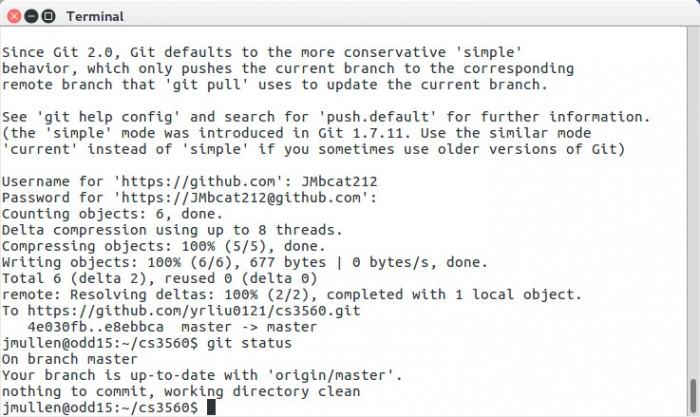 Terminal
Since Git 2.0, Git defaults to the more conservative 'simple'
behavior, which only pushes the current branch to the corresponding
remote branch that 'git pull' uses to update the current branch.
See 'git help config' and search for 'push.default' for further information.
(the 'simple' mode was introduced in Git 1.7.11. Use the similar mode
'current' instead of 'simple' if you sometimes use older versions of Git)
Username for 'https://github.com': JMbcat212
Password for 'https://JMbcat212@github.com':
Counting objects: 6, done.
Delta compression using up to 8 threads.
Compressing objects: 100% (5/5), done.
Writing objects: 100% (6/6), 677 bytes | 0 bytes/s, done.
Total 6 (delta 2), reused 0 (delta 0)
remote: Resolving deltas: 100% (2/2), completed with 1 local object.
To https://github.com/yrliu0121/cs3560.git
   4e030fb..e8ebbca  master -> master
jmullen@odd15:~/cs3560$ git status
On branch master
Your branch is up-to-date with 'origin/master'.
nothing to commit, working directory clean
jmullen@odd15:~/cs3560$